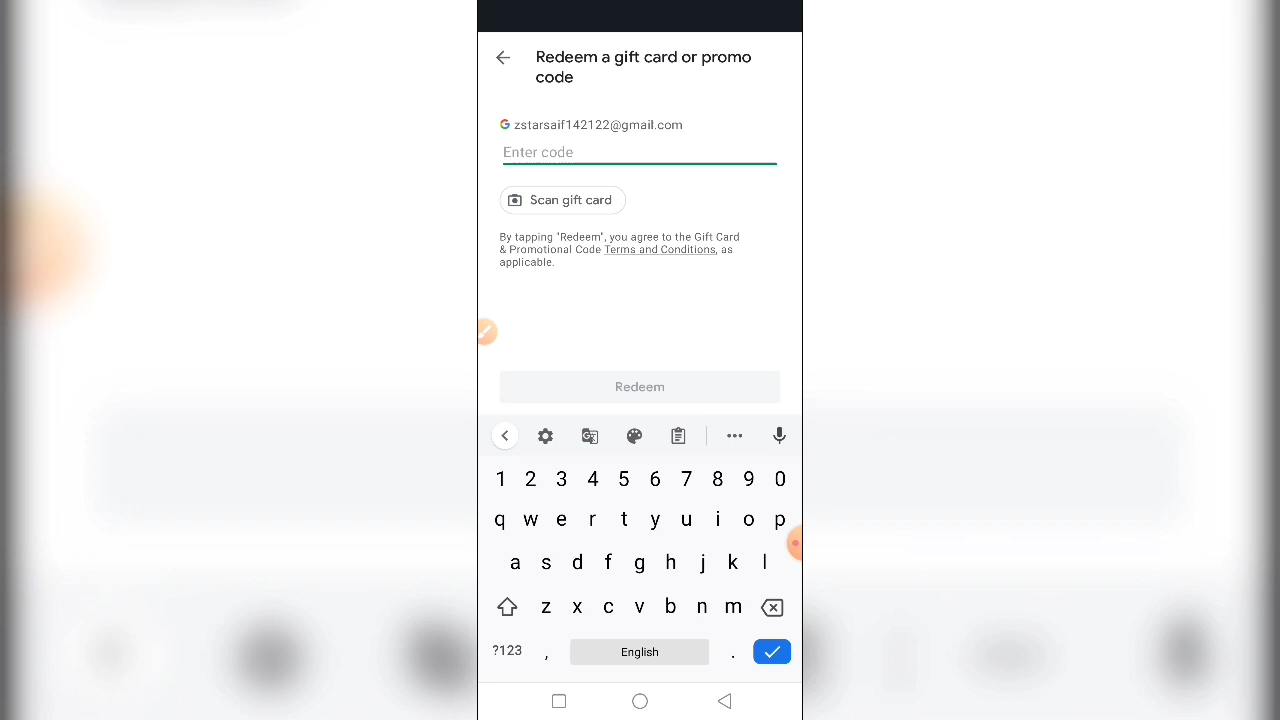 Redeem a gift card or promo
code
zstarsaif142122@gmail.com
Enter code
Scan gift card
By tapping "Redeem", you agree to the Gift Card
& Promotional Code Terms and Conditions, as
applicable.
Redeem
1 2 3 4 5 6 7 8 9 0
q w e r t y u i o p
a s d f g h j k l
z x c v b n m
?123 , English .